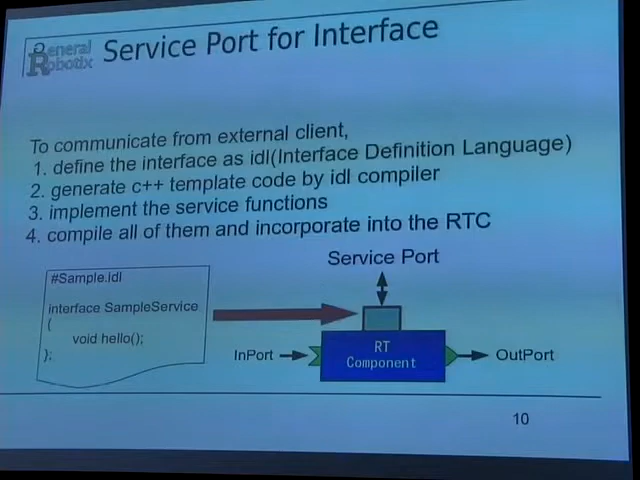 General
Robotix
Service Port for Interface
To communicate from external client,
1. define the interface as idl(Interface Definition Language)
2. generate c++ template code by idl compiler
3. implement the service functions
4. compile all of them and incorporate into the RTC
Service Port
#Sample.idl
interface SampleService
{
void hello();
};
InPort
RT
Component
OutPort
10